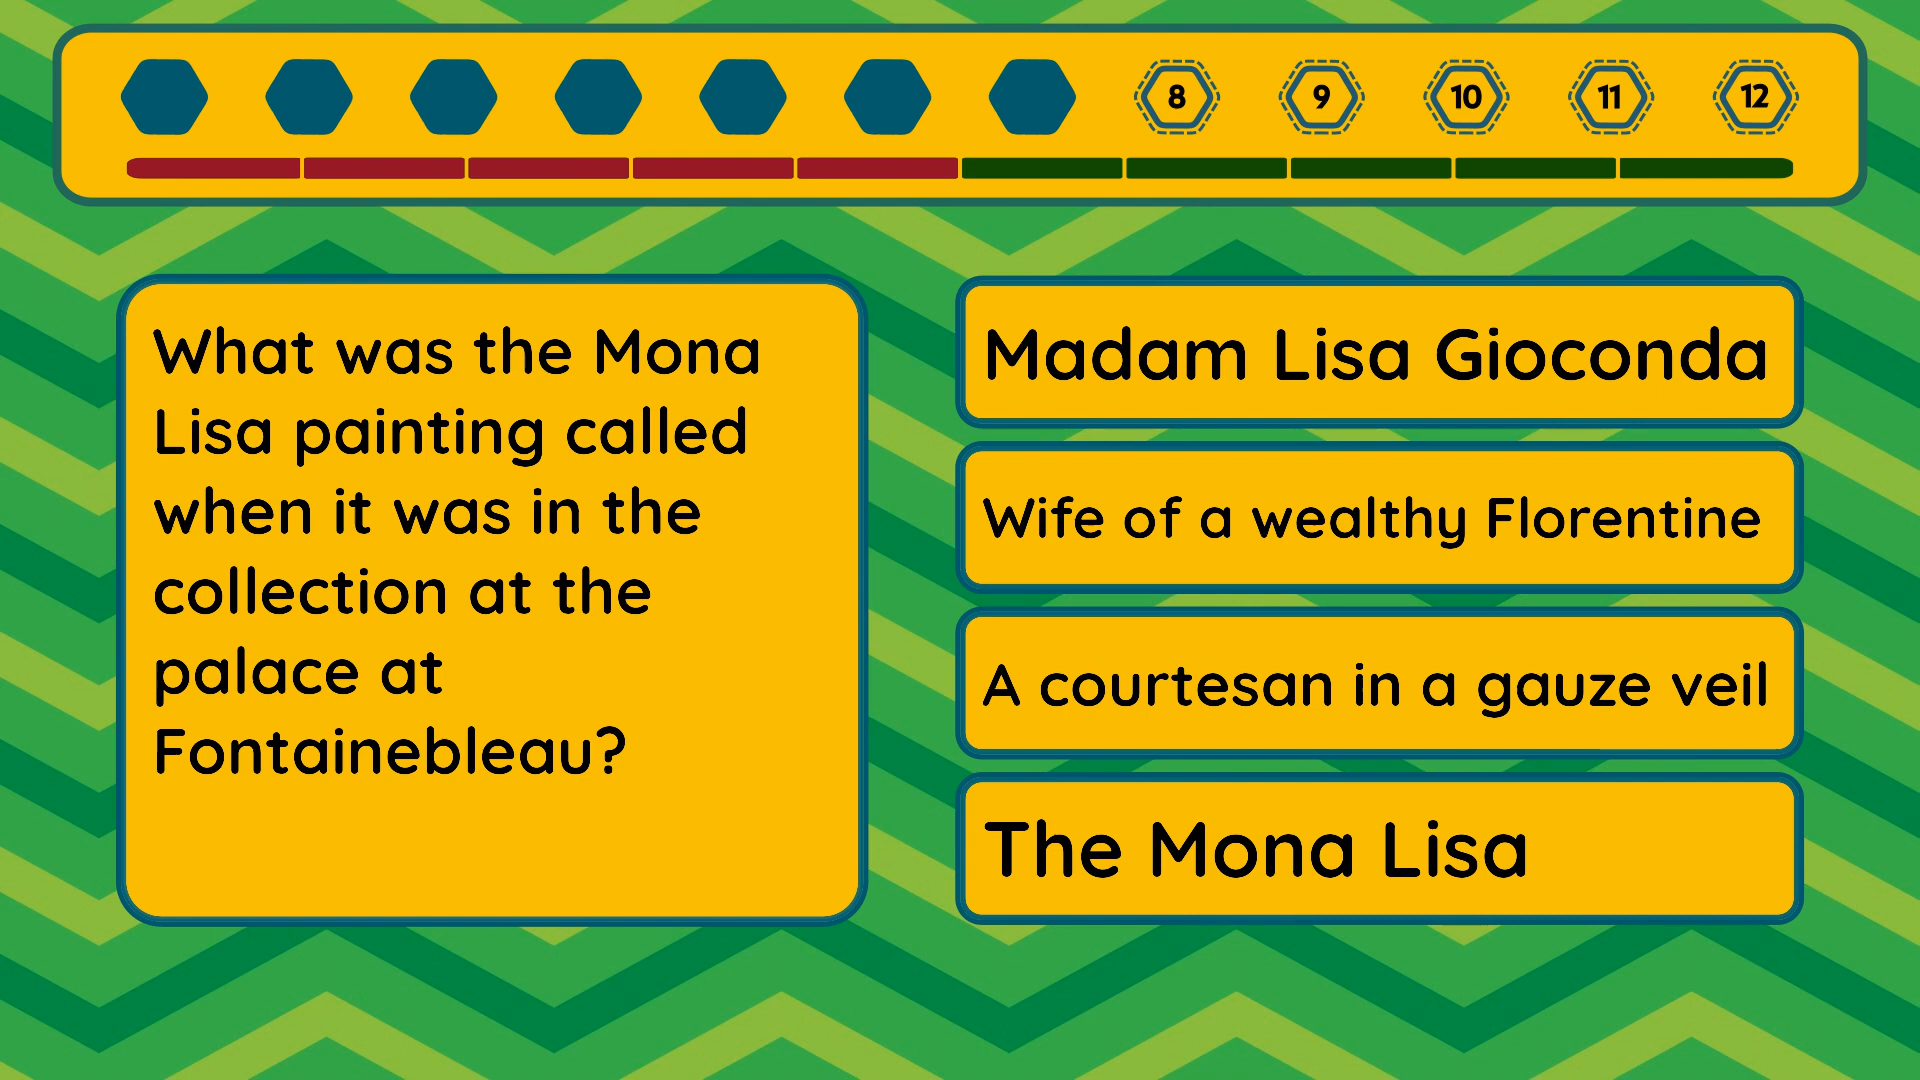 8 9 10 11 12
What was the Mona
Lisa painting called
when it was in the
collection at the
palace at
Fontainebleau?
Madam Lisa Gioconda
Wife of a wealthy Florentine
A courtesan in a gauze veil
The Mona Lisa